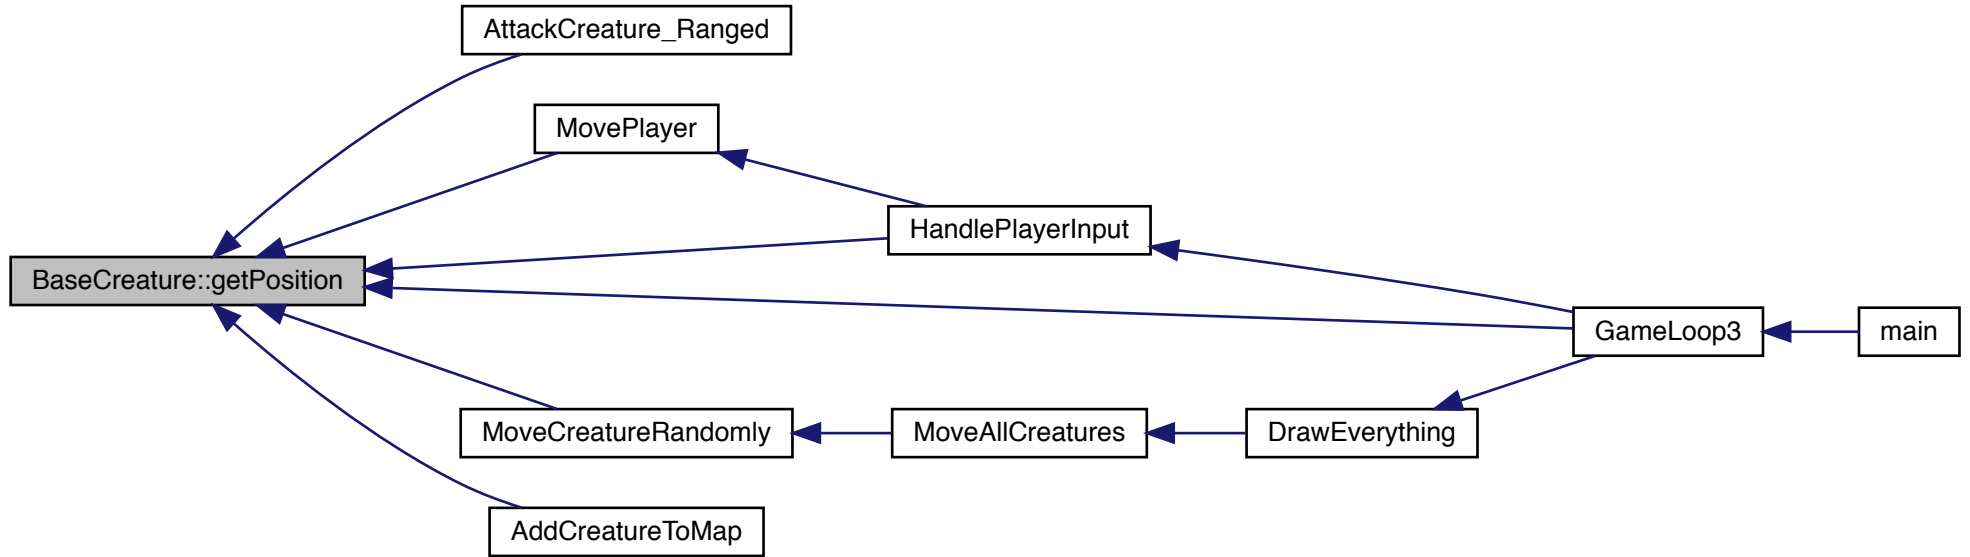 AttackCreature_Ranged
MovePlayer
HandlePlayerInput
BaseCreature::getPosition
GameLoop3
main
MoveCreatureRandomly
MoveAllCreatures
DrawEverything
AddCreatureToMap